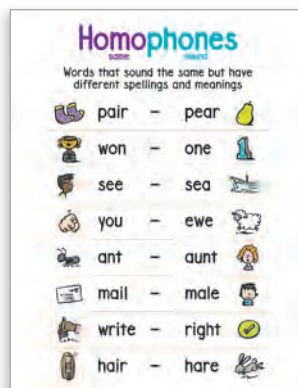 Homophones
same sound
Words that sound the same but have
different spellings and meanings
pair – pear
won – one 1
see – sea
you – ewe
ant – aunt
mail – male
write – right
hair – hare